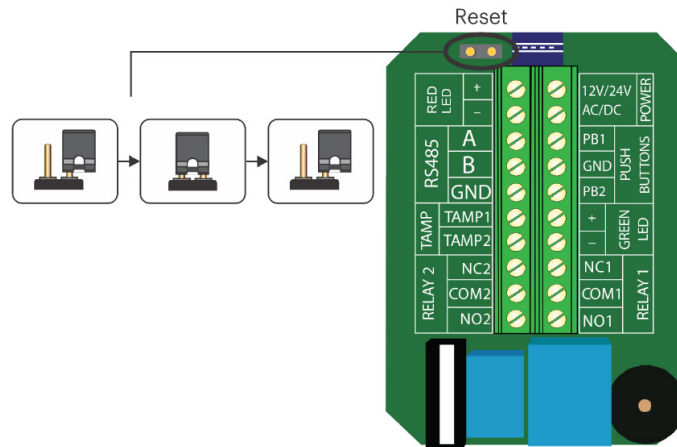 Reset
RED
LED
+
−
12V/24V
AC/DC
POWER
RS485
A
B
GND
PB1
GND
PB2
PUSH
BUTTONS
TAMP
TAMP1
TAMP2
+
−
GREEN
LED
RELAY 2
NC2
COM2
NO2
NC1
COM1
NO1
RELAY 1